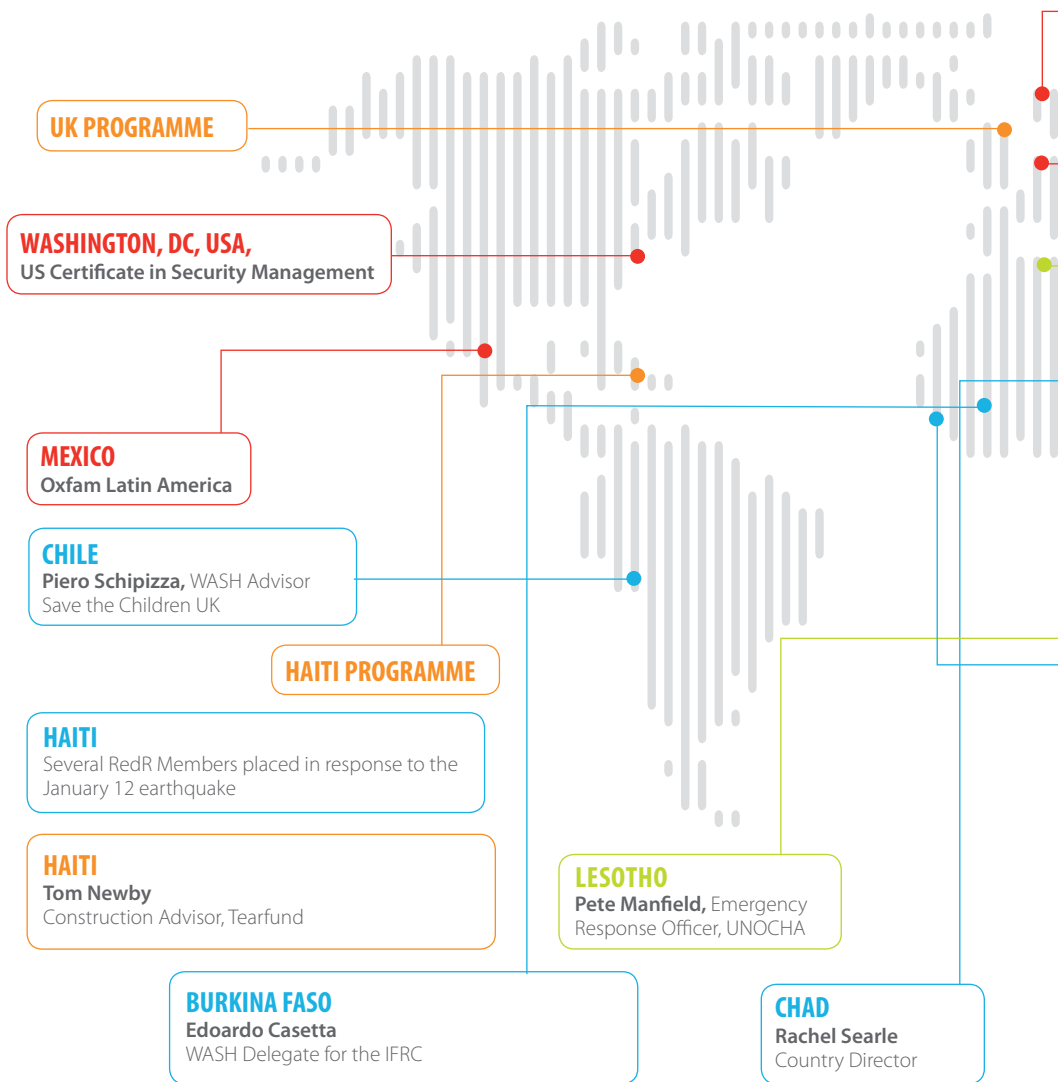 UK PROGRAMME
WASHINGTON, DC, USA,
US Certificate in Security Management
MEXICO
Oxfam Latin America
CHILE
Piero Schipizza, WASH Advisor
Save the Children UK
HAITI PROGRAMME
HAITI
Several RedR Members placed in response to the
January 12 earthquake
HAITI
Tom Newby
Construction Advisor, Tearfund
LESOTHO
Pete Manfield, Emergency
Response Officer, UNOCHA
BURKINA FASO
Edoardo Casetta
WASH Delegate for the IFRC
CHAD
Rachel Searle
Country Director